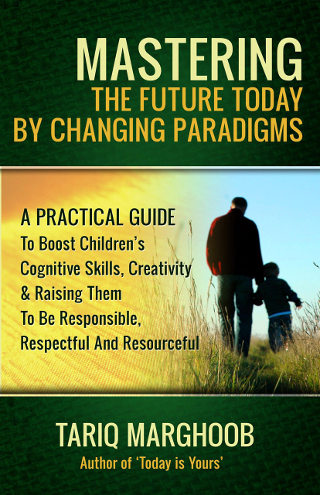 MASTERING
THE FUTURE TODAY
BY CHANGING PARADIGMS
A PRACTICAL GUIDE
To Boost Children's
Cognitive Skills, Creativity
& Raising Them
To Be Responsible,
Respectful And Resourceful
TARIQ MARGHOOB
Author of 'Today is Yours'